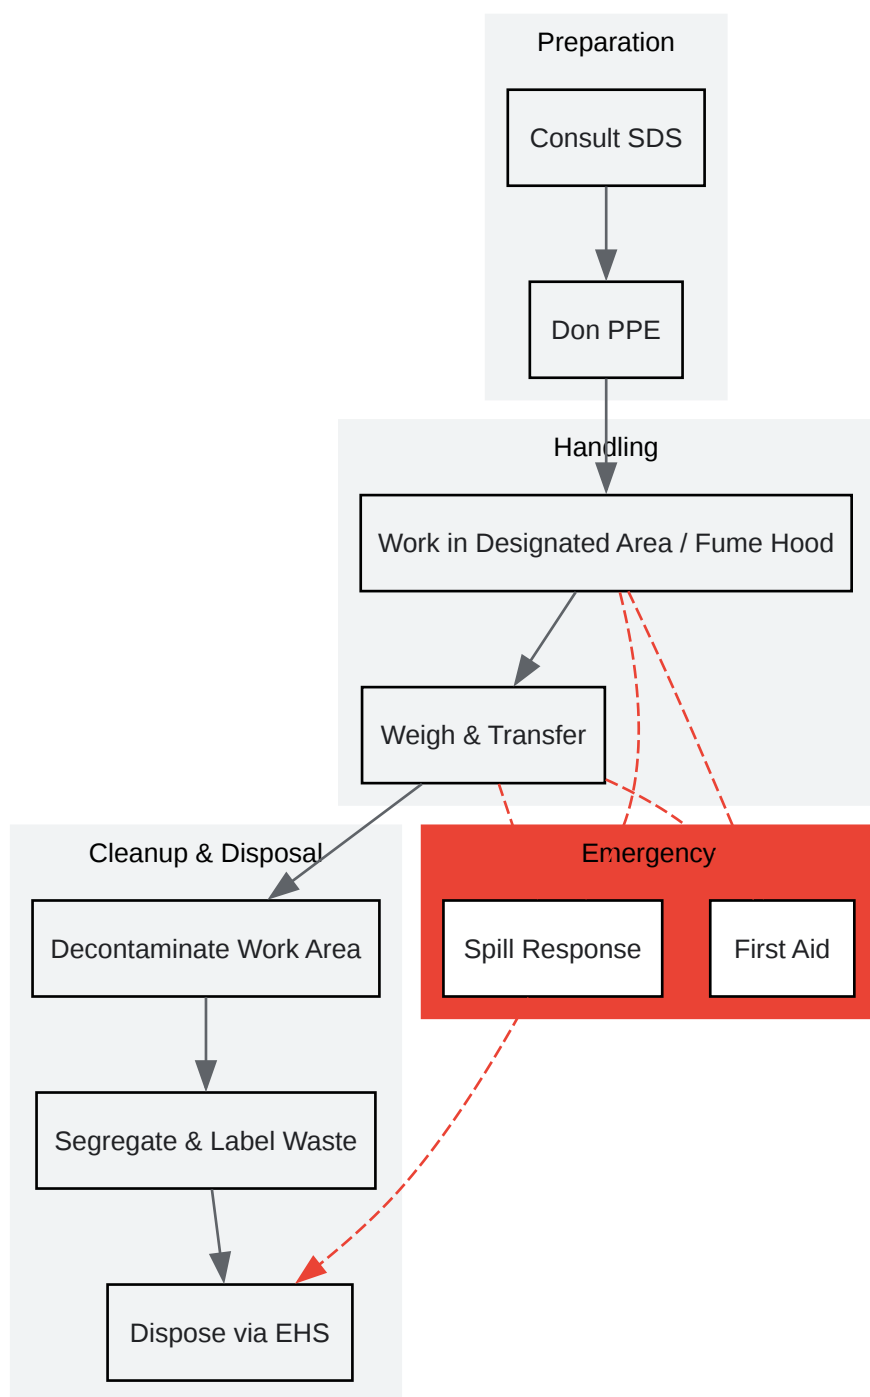 Preparation
Consult SDS
Don PPE
Handling
Work in Designated Area / Fume Hood
Weigh & Transfer
Cleanup & Disposal
Decontaminate Work Area
Segregate & Label Waste
Dispose via EHS
Emergency
Spill Response
First Aid